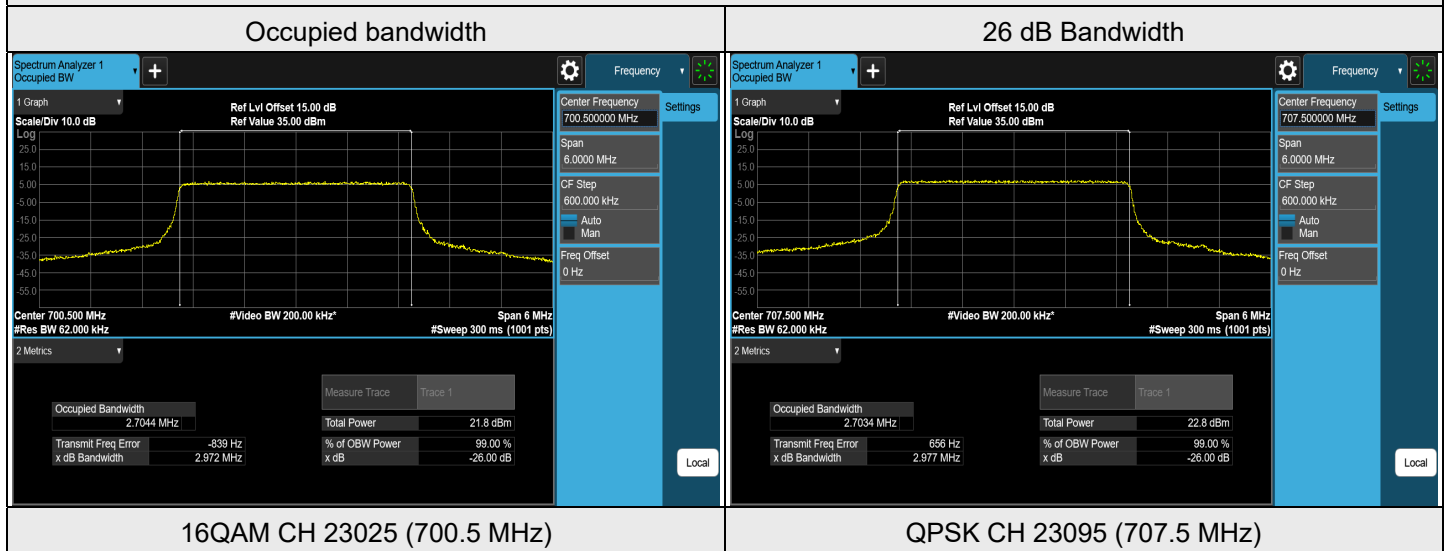 Occupied bandwidth
26 dB Bandwidth
Spectrum Analyzer 1
Occupied BW
+
Frequency
1 Graph
Scale/Div 10.0 dB
Ref Lvl Offset 15.00 dB
Ref Value 35.00 dBm
Log
25.0
15.0
5.00
-5.00
-15.0
-25.0
-35.0
-45.0
-55.0
Center 700.500 MHz
#Video BW 200.00 kHz*
Span 6 MHz
#Res BW 62.000 kHz
#Sweep 300 ms (1001 pts)
Center Frequency
700.500000 MHz
Settings
Span
6.0000 MHz
CF Step
600.000 kHz
Auto
Man
Freq Offset
0 Hz
2 Metrics
Measure Trace Trace 1
Occupied Bandwidth
2.7044 MHz
Total Power 21.8 dBm
Transmit Freq Error -839 Hz
% of OBW Power 99.00 %
x dB Bandwidth 2.972 MHz
x dB -26.00 dB
Local
Spectrum Analyzer 1
Occupied BW
+
Frequency
1 Graph
Scale/Div 10.0 dB
Ref Lvl Offset 15.00 dB
Ref Value 35.00 dBm
Log
25.0
15.0
5.00
-5.00
-15.0
-25.0
-35.0
-45.0
-55.0
Center 707.500 MHz
#Video BW 200.00 kHz*
Span 6 MHz
#Res BW 62.000 kHz
#Sweep 300 ms (1001 pts)
Center Frequency
707.500000 MHz
Settings
Span
6.0000 MHz
CF Step
600.000 kHz
Auto
Man
Freq Offset
0 Hz
2 Metrics
Measure Trace Trace 1
Occupied Bandwidth
2.7034 MHz
Total Power 22.8 dBm
Transmit Freq Error 656 Hz
% of OBW Power 99.00 %
x dB Bandwidth 2.977 MHz
x dB -26.00 dB
Local
16QAM CH 23025 (700.5 MHz)
QPSK CH 23095 (707.5 MHz)